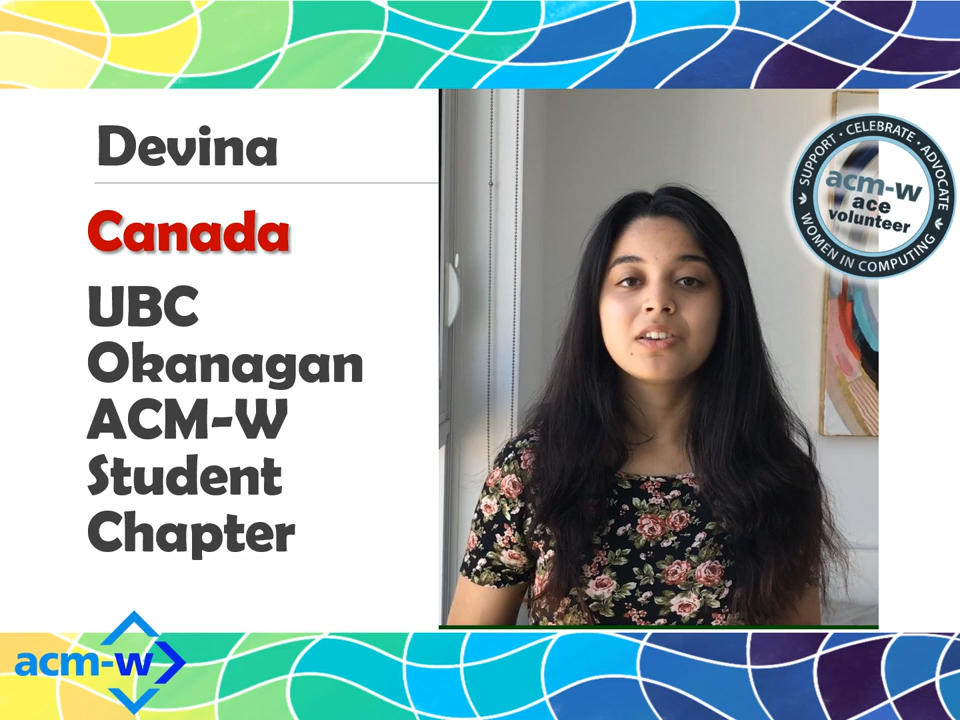 Devina
Canada
UBC
Okanagan
ACM-W
Student
Chapter
SUPPORT • CELEBRATE • ADVOCATE
acm-w
ace
volunteer
WOMEN IN COMPUTING
acm-w